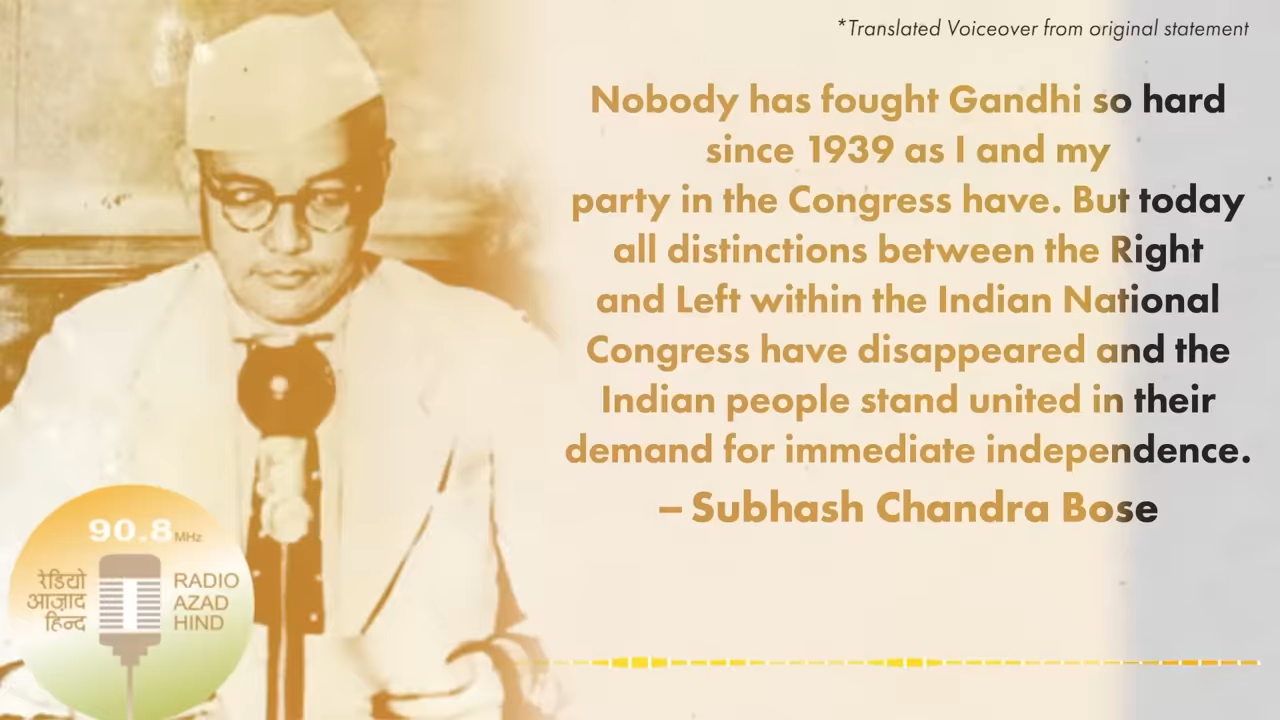 *Translated Voiceover from original statement
Nobody has fought Gandhi so hard
since 1939 as I and my
party in the Congress have. But today
all distinctions between the Right
and Left within the Indian National
Congress have disappeared and the
Indian people stand united in their
demand for immediate independence.
– Subhash Chandra Bose
90.8 MHz
रेडियो
आज़ाद
हिन्द
RADIO
AZAD
HIND